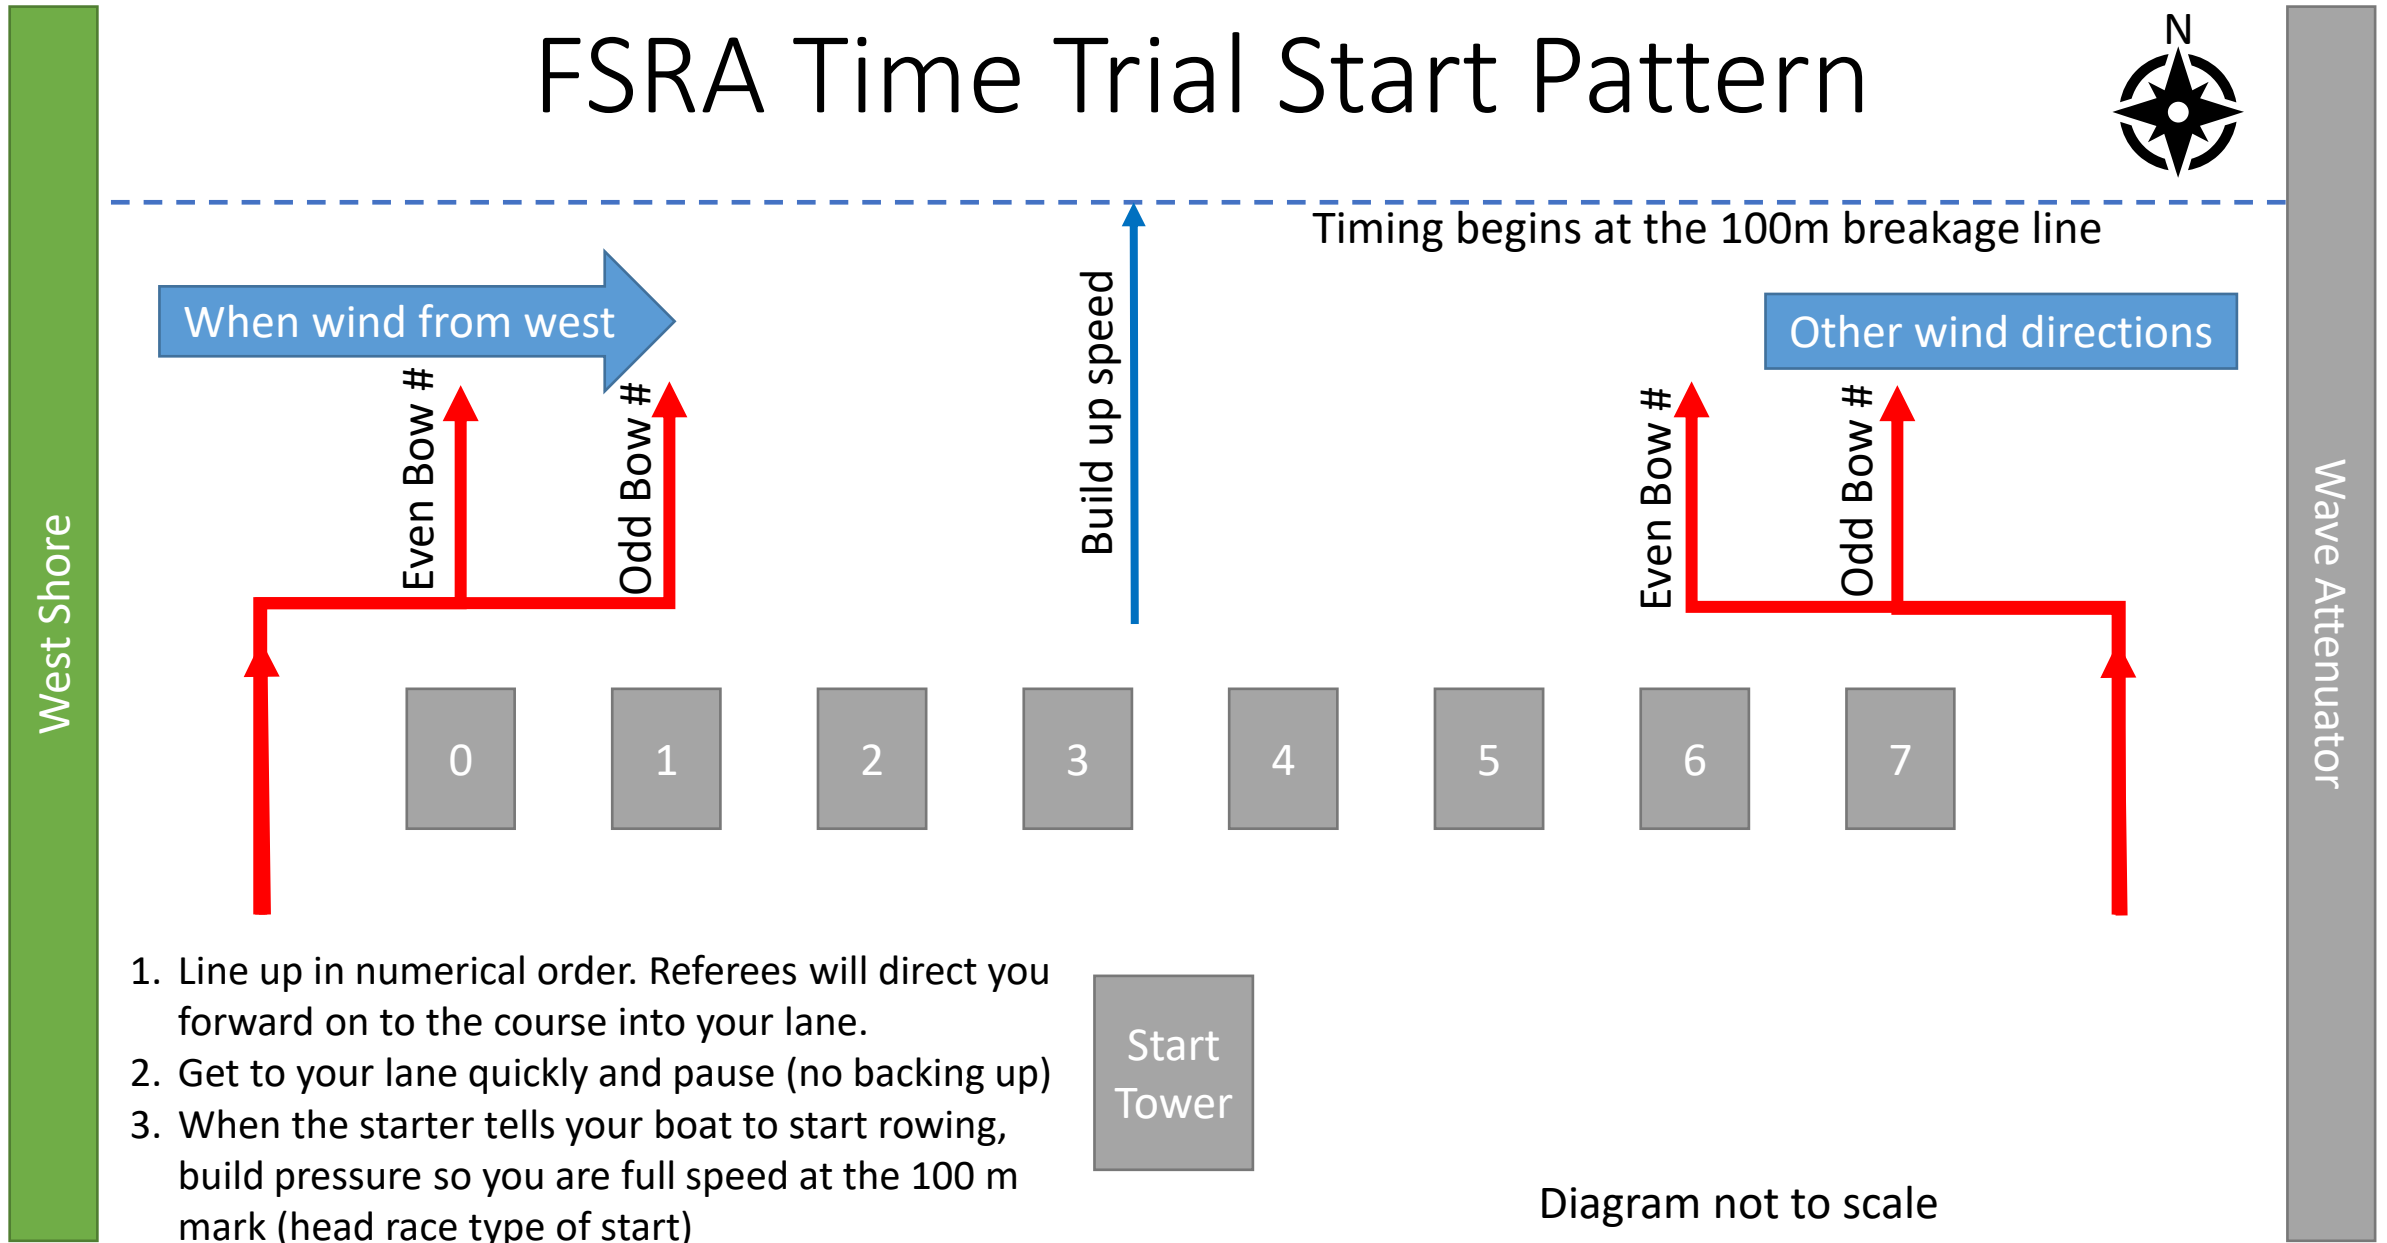 FSRA Time Trial Start Pattern
N
Timing begins at the 100m breakage line
When wind from west
Other wind directions
Even Bow #
Odd Bow #
Build up speed
Even Bow #
Odd Bow #
West Shore
Wave Attenuator
0
1
2
3
4
5
6
7
1. Line up in numerical order. Referees will direct you
forward on to the course into your lane.
2. Get to your lane quickly and pause (no backing up)
3. When the starter tells your boat to start rowing,
build pressure so you are full speed at the 100 m
mark (head race type of start)
Start
Tower
Diagram not to scale